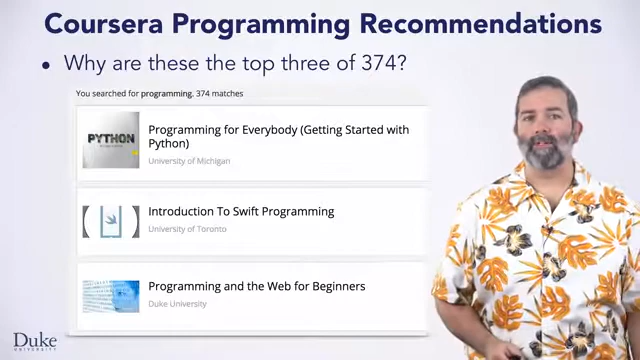 Coursera Programming Recommendations
• Why are these the top three of 374?
You searched for programming. 374 matches
PYTHON
Programming for Everybody (Getting Started with
Python)
University of Michigan
Introduction To Swift Programming
University of Toronto
Programming and the Web for Beginners
Duke University
Duke
UNIVERSITY